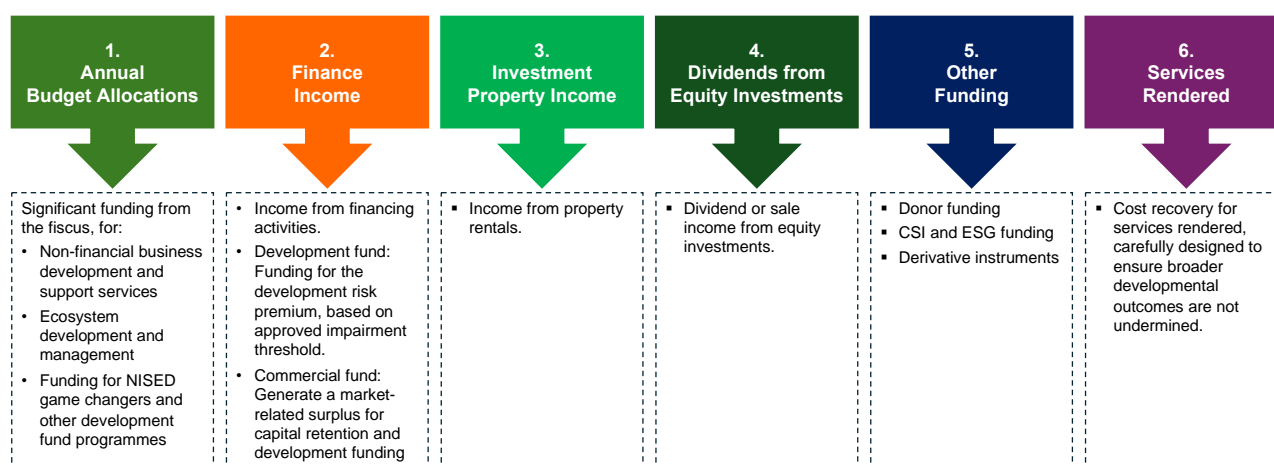 1.
Annual
Budget Allocations
2.
Finance
Income
3.
Investment
Property Income
4.
Dividends from
Equity Investments
5.
Other
Funding
6.
Services
Rendered
Significant funding from
the fiscus, for:
• Non-financial business
development and
support services
• Ecosystem
development and
management
• Funding for NISED
game changers and
other development
fund programmes
• Income from financing
activities.
• Development fund:
Funding for the
development risk
premium, based on
approved impairment
threshold.
• Commercial fund:
Generate a market-
related surplus for
capital retention and
development funding
▪ Income from property
rentals.
▪ Dividend or sale
income from equity
investments.
▪ Donor funding
▪ CSI and ESG funding
▪ Derivative instruments
▪ Cost recovery for
services rendered,
carefully designed to
ensure broader
developmental
outcomes are not
undermined.